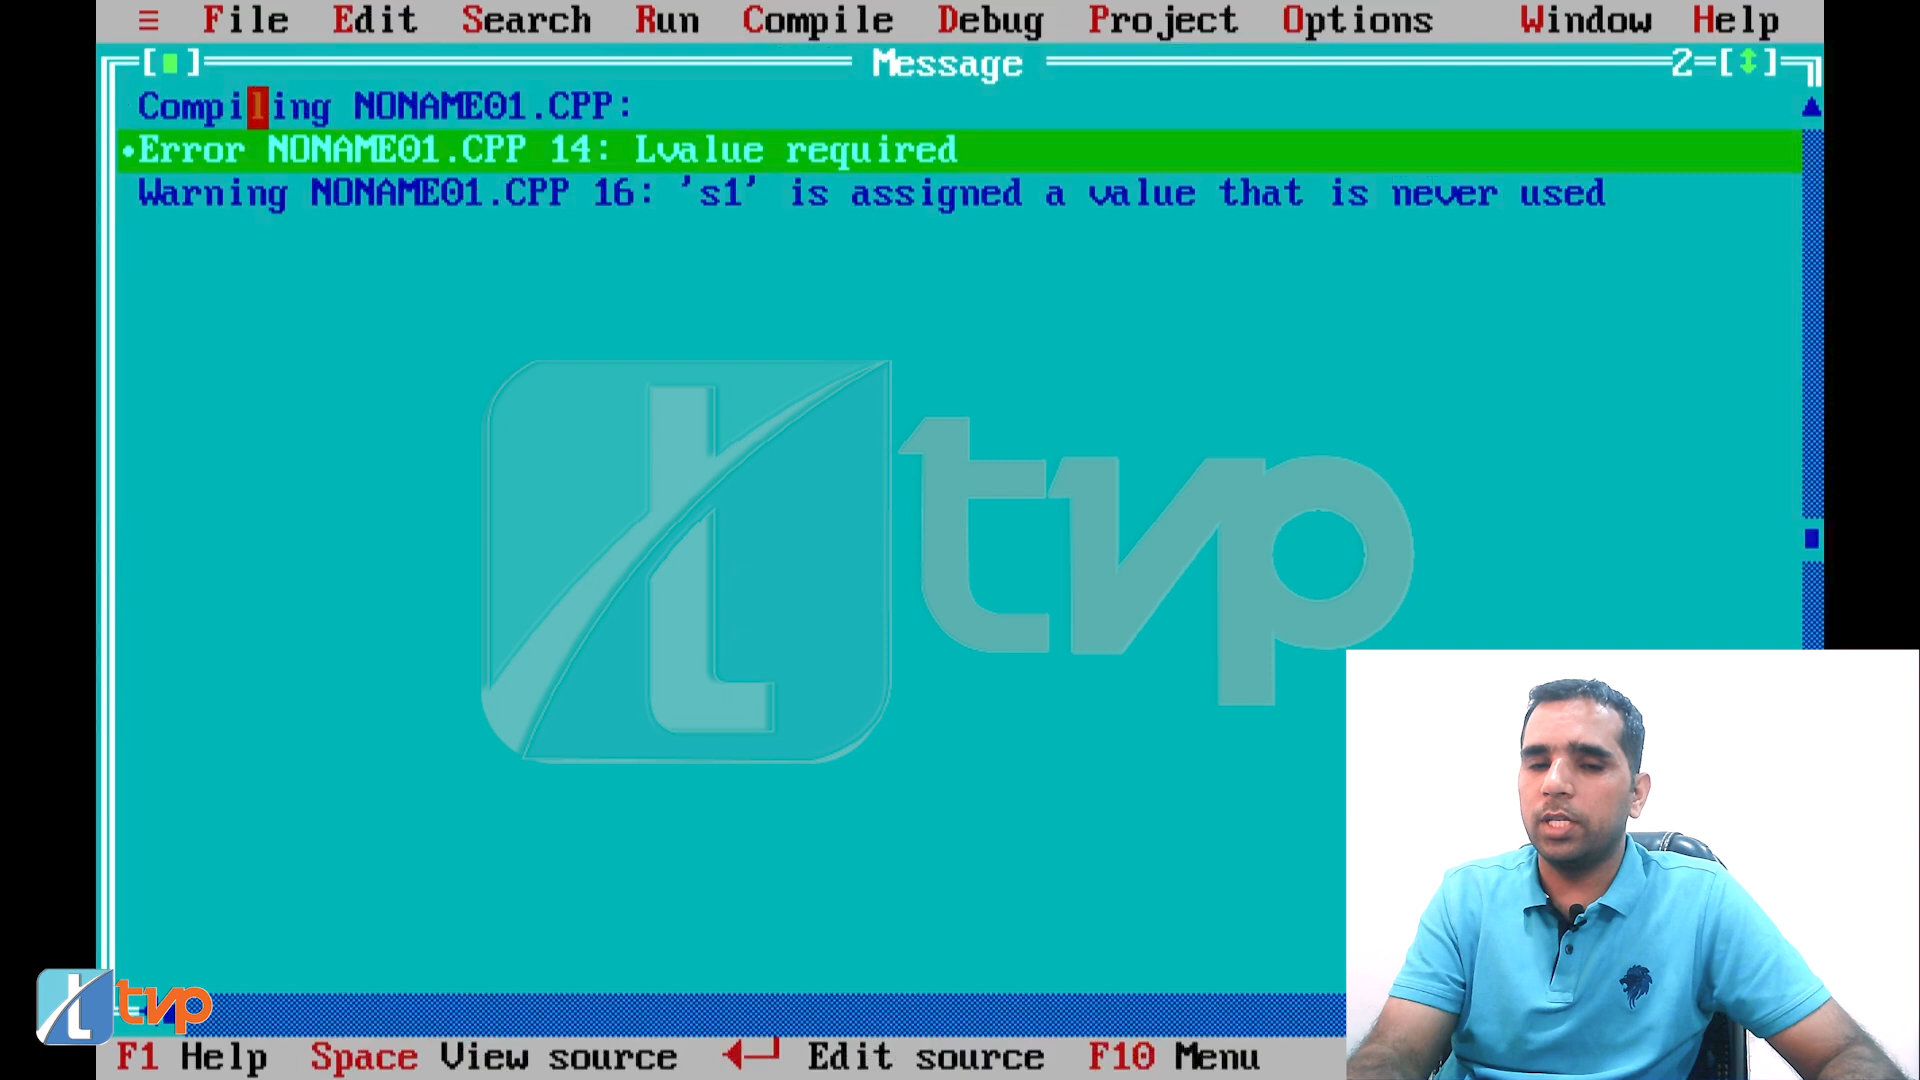 ≡ File Edit Search Run Compile Debug Project Options Window Help
[■] Message 2=[↕]
Compiling NONAME01.CPP:
•Error NONAME01.CPP 14: Lvalue required
Warning NONAME01.CPP 16: 's1' is assigned a value that is never used
t tvp
t tvp
F1 Help Space View source ◄─┘ Edit source F10 Menu